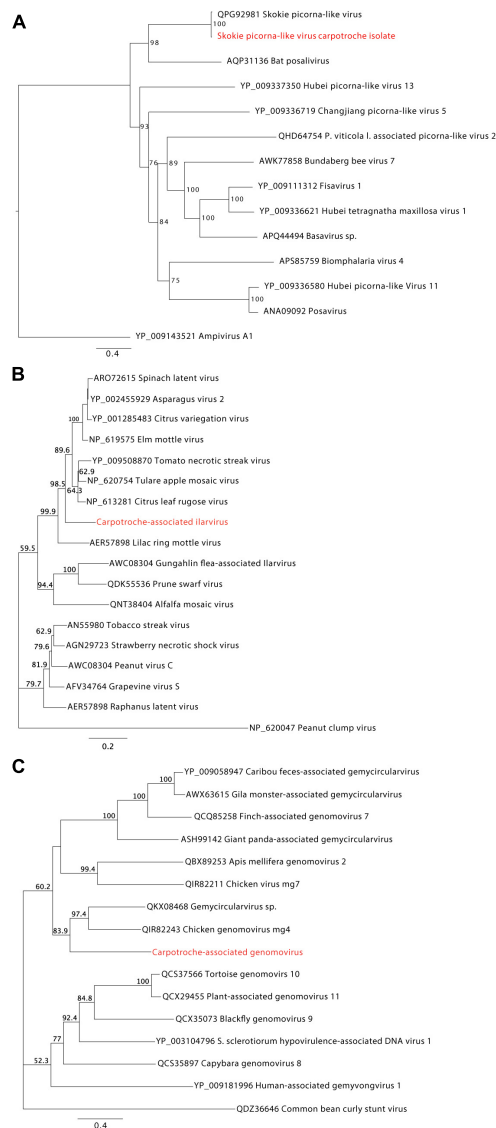 A
QPG92981 Skokie picorna-like virus
100
Skokie picorna-like virus carpotroche isolate
98
AQP31136 Bat posalivirus
YP_009337350 Hubei picorna-like virus 13
93
YP_009336719 Changjiang picorna-like virus 5
QHD64754 P. viticola l. associated picorna-like virus 2
76
89
AWK77858 Bundaberg bee virus 7
YP_009111312 Fisavirus 1
100
100
YP_009336621 Hubei tetragnatha maxillosa virus 1
100
84
APQ44494 Basavirus sp.
APS85759 Biomphalaria virus 4
75
YP_009336580 Hubei picorna-like Virus 11
100
ANA09092 Posavirus
YP_009143521 Ampivirus A1
0.4
B
ARO72615 Spinach latent virus
YP_002455929 Asparagus virus 2
YP_001285483 Citrus variegation virus
100
NP_619575 Elm mottle virus
89.6
YP_009508870 Tomato necrotic streak virus
62.9
NP_620754 Tulare apple mosaic virus
98.5
64.3
NP_613281 Citrus leaf rugose virus
99.9
Carpotroche-associated ilarvirus
AER57898 Lilac ring mottle virus
59.5
AWC08304 Gungahlin flea-associated Ilarvirus
100
QDK55536 Prune swarf virus
94.4
QNT38404 Alfalfa mosaic virus
AN55980 Tobacco streak virus
62.9
AGN29723 Strawberry necrotic shock virus
79.6
AWC08304 Peanut virus C
81.9
AFV34764 Grapevine virus S
79.7
AER57898 Raphanus latent virus
NP_620047 Peanut clump virus
0.2
C
YP_009058947 Caribou feces-associated gemycircularvirus
100
AWX63615 Gila monster-associated gemycircularvirus
100
QCQ85258 Finch-associated genomovirus 7
100
ASH99142 Giant panda-associated gemycircularvirus
QBX89253 Apis mellifera genomovirus 2
99.4
QIR82211 Chicken virus mg7
60.2
QKX08468 Gemycircularvirus sp.
97.4
QIR82243 Chicken genomovirus mg4
83.9
Carpotroche-associated genomovirus
QCS37566 Tortoise genomovirs 10
100
QCX29455 Plant-associated genomovirus 11
84.8
QCX35073 Blackfly genomovirus 9
92.4
YP_003104796 S. sclerotiorum hypovirulence-associated DNA virus 1
77
QCS35897 Capybara genomovirus 8
52.3
YP_009181996 Human-associated gemyvongvirus 1
QDZ36646 Common bean curly stunt virus
0.4